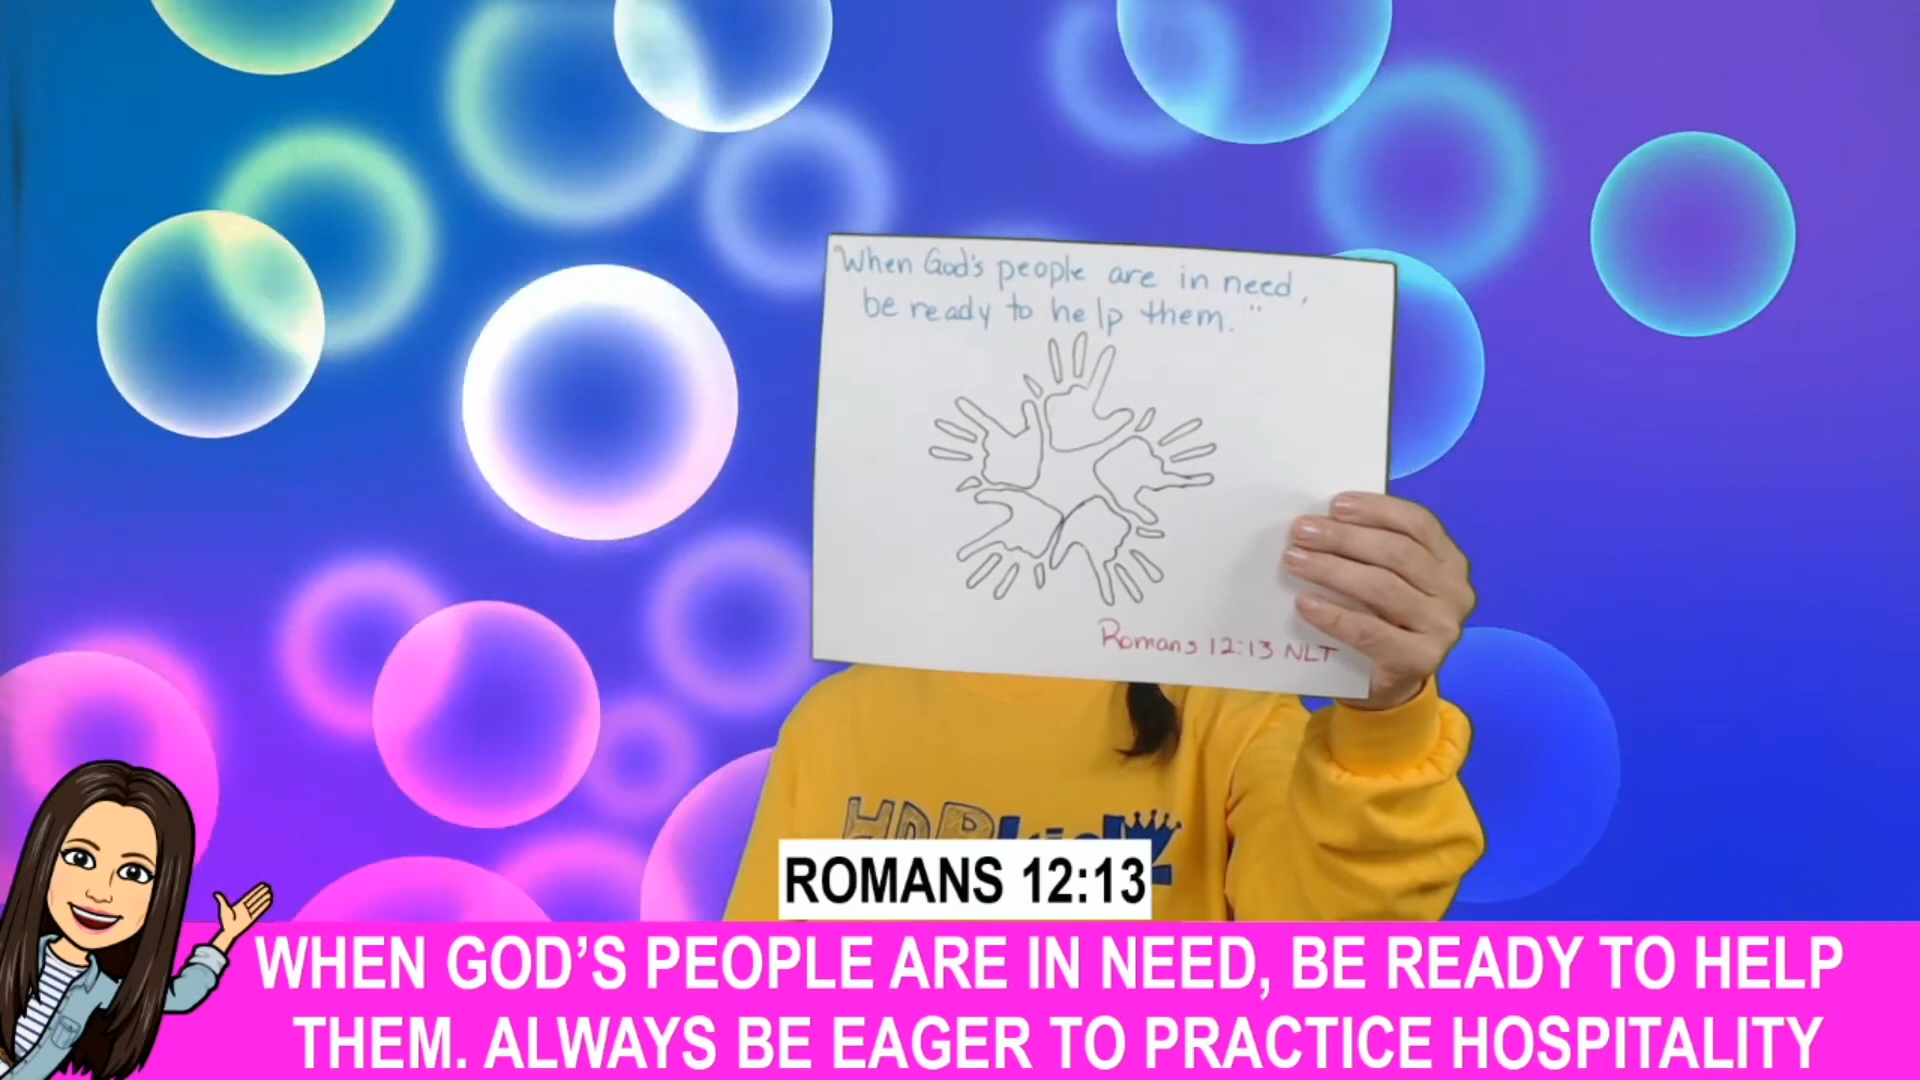 "When God's people are in need,
be ready to help them."
Romans 12:13 NLT
ROMANS 12:13
WHEN GOD'S PEOPLE ARE IN NEED, BE READY TO HELP
THEM. ALWAYS BE EAGER TO PRACTICE HOSPITALITY